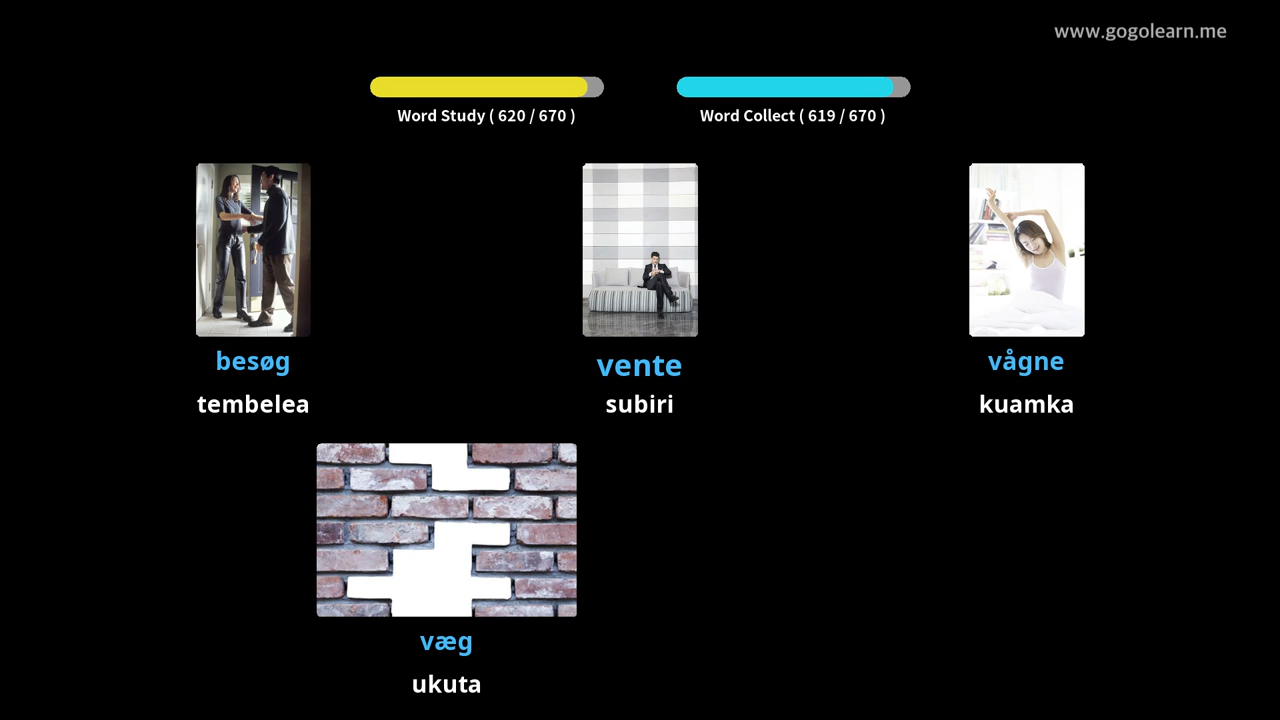 www.gogolearn.me
Word Study ( 620 / 670 )
Word Collect ( 619 / 670 )
besøg
vente
vågne
tembelea
subiri
kuamka
væg
ukuta